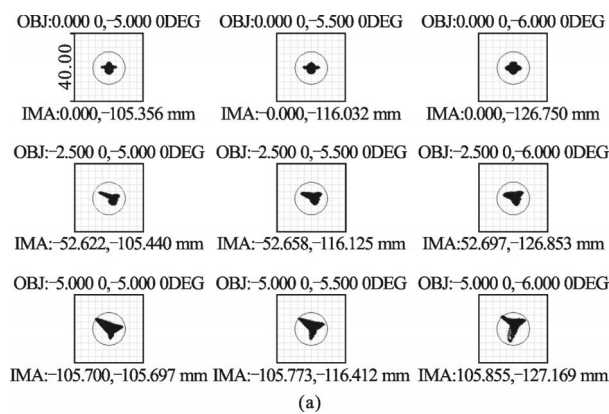 OBJ:0.000 0,-5.000 0DEG OBJ:0.000 0,-5.500 0DEG OBJ:0.000 0,-6.000 0DEG
40.00
IMA:0.000,-105.356 mm IMA:-0.000,-116.032 mm IMA:0.000,-126.750 mm
OBJ:-2.500 0,-5.000 0DEG OBJ:-2.500 0,-5.500 0DEG OBJ:-2.500 0,-6.000 0DEG
IMA:-52.622,-105.440 mm IMA:-52.658,-116.125 mm IMA:52.697,-126.853 mm
OBJ:-5.000 0,-5.000 0DEG OBJ:-5.000 0,-5.500 0DEG OBJ:-5.000 0,-6.000 0DEG
IMA:-105.700,-105.697 mm IMA:-105.773,-116.412 mm IMA:105.855,-127.169 mm
(a)